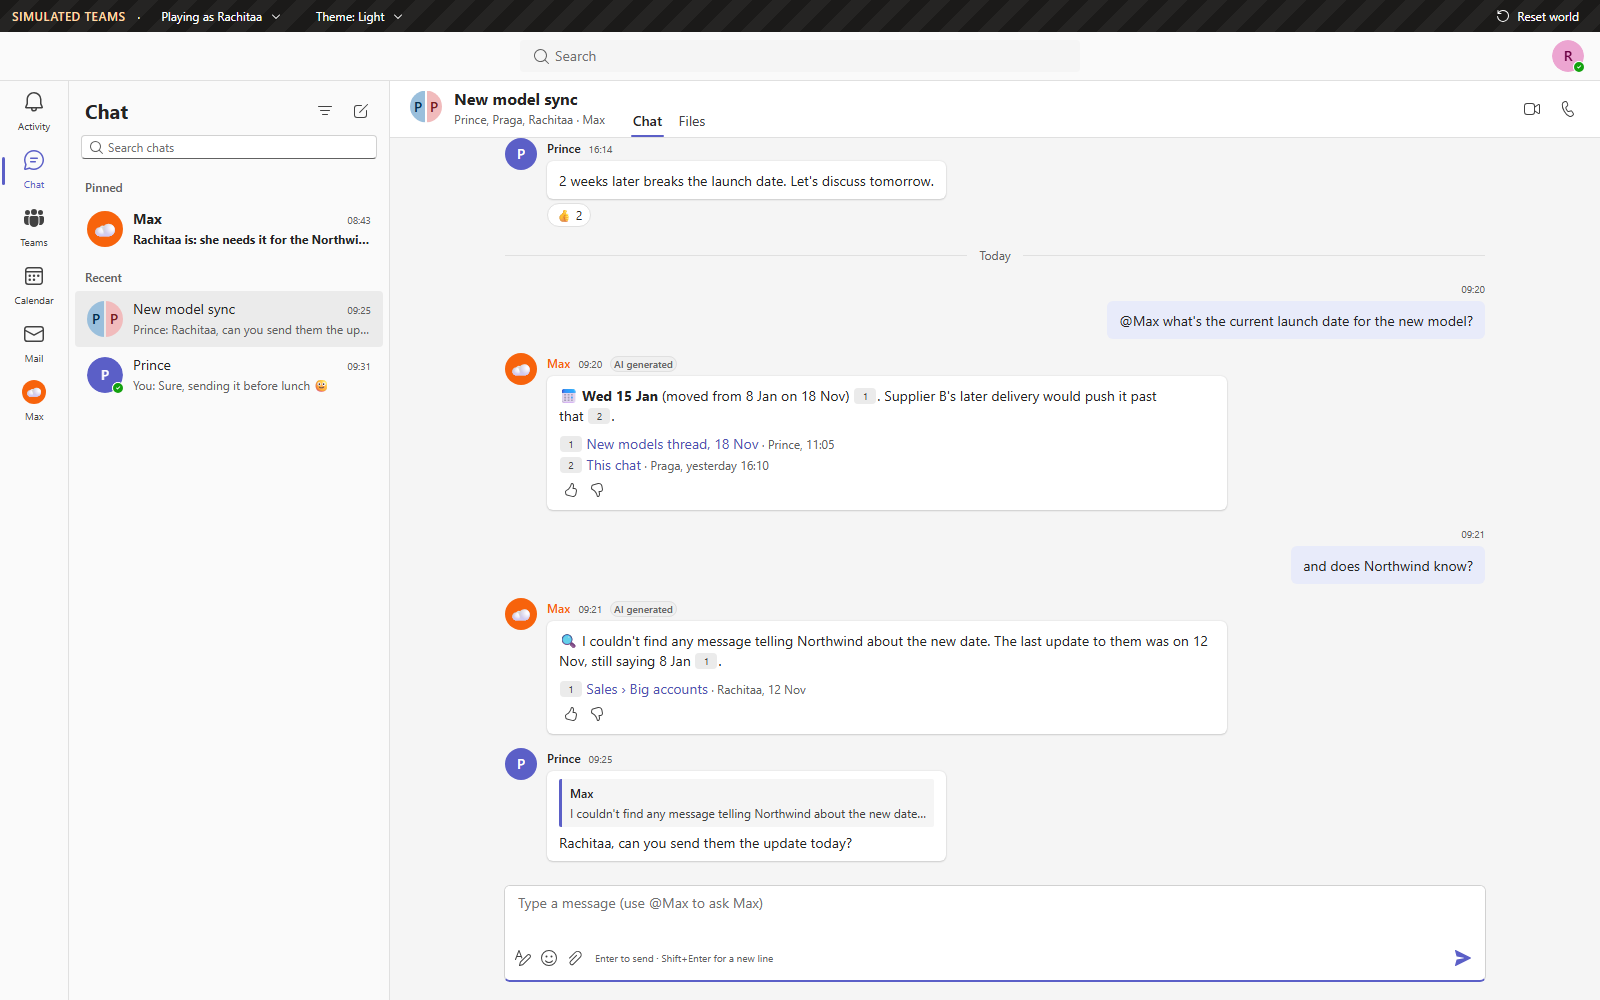 SIMULATED TEAMS · Playing as Rachitaa Theme: Light Reset world
Search
R
Activity
Chat
Teams
Calendar
Mail
Max
Chat
Search chats
Pinned
Max 08:43
Rachitaa is: she needs it for the Northwi...
Recent
P P New model sync 09:25
Prince: Rachitaa, can you send them the up...
P Prince 09:31
You: Sure, sending it before lunch 😀
P P New model sync
Prince, Praga, Rachitaa · Max Chat Files
P Prince 16:14
2 weeks later breaks the launch date. Let's discuss tomorrow.
👍 2
Today
09:20
@Max what's the current launch date for the new model?
Max 09:20 AI generated
Wed 15 Jan (moved from 8 Jan on 18 Nov) 1 . Supplier B's later delivery would push it past
that 2 .
1 New models thread, 18 Nov · Prince, 11:05
2 This chat · Praga, yesterday 16:10
09:21
and does Northwind know?
Max 09:21 AI generated
🔍 I couldn't find any message telling Northwind about the new date. The last update to them was on 12
Nov, still saying 8 Jan 1 .
1 Sales › Big accounts · Rachitaa, 12 Nov
P Prince 09:25
Max
I couldn't find any message telling Northwind about the new date...
Rachitaa, can you send them the update today?
Type a message (use @Max to ask Max)
Enter to send · Shift+Enter for a new line